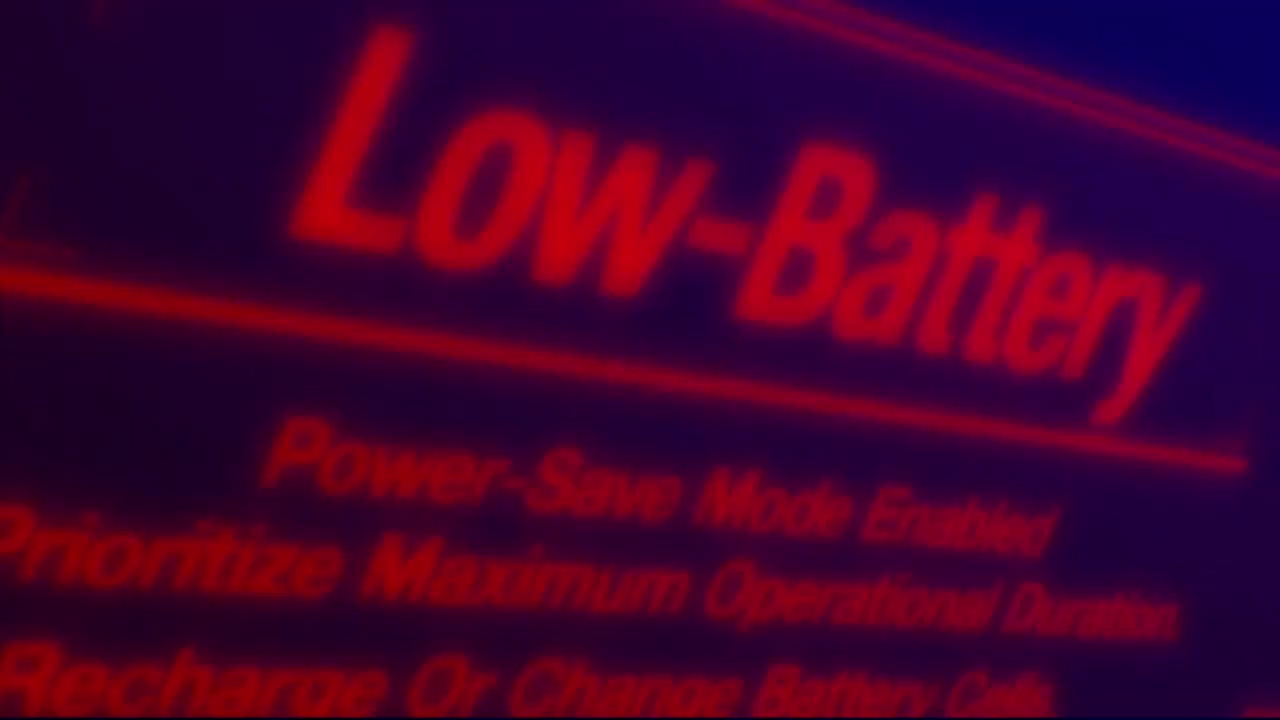 Low-Battery
Power-Save Mode Enabled
Prioritize Maximum Operational Duration.
Recharge Or Change Battery Cells.